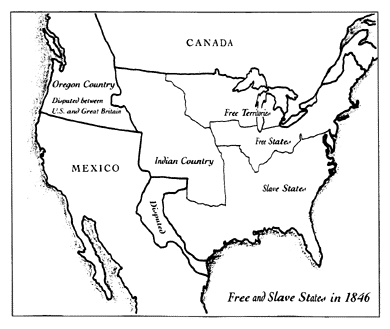 CANADA
Oregon Country
Disputed between
U.S. and Great Britain
Free Territories
Free States
MEXICO
Indian Country
Slave States
Disputed
Free and Slave States in 1846